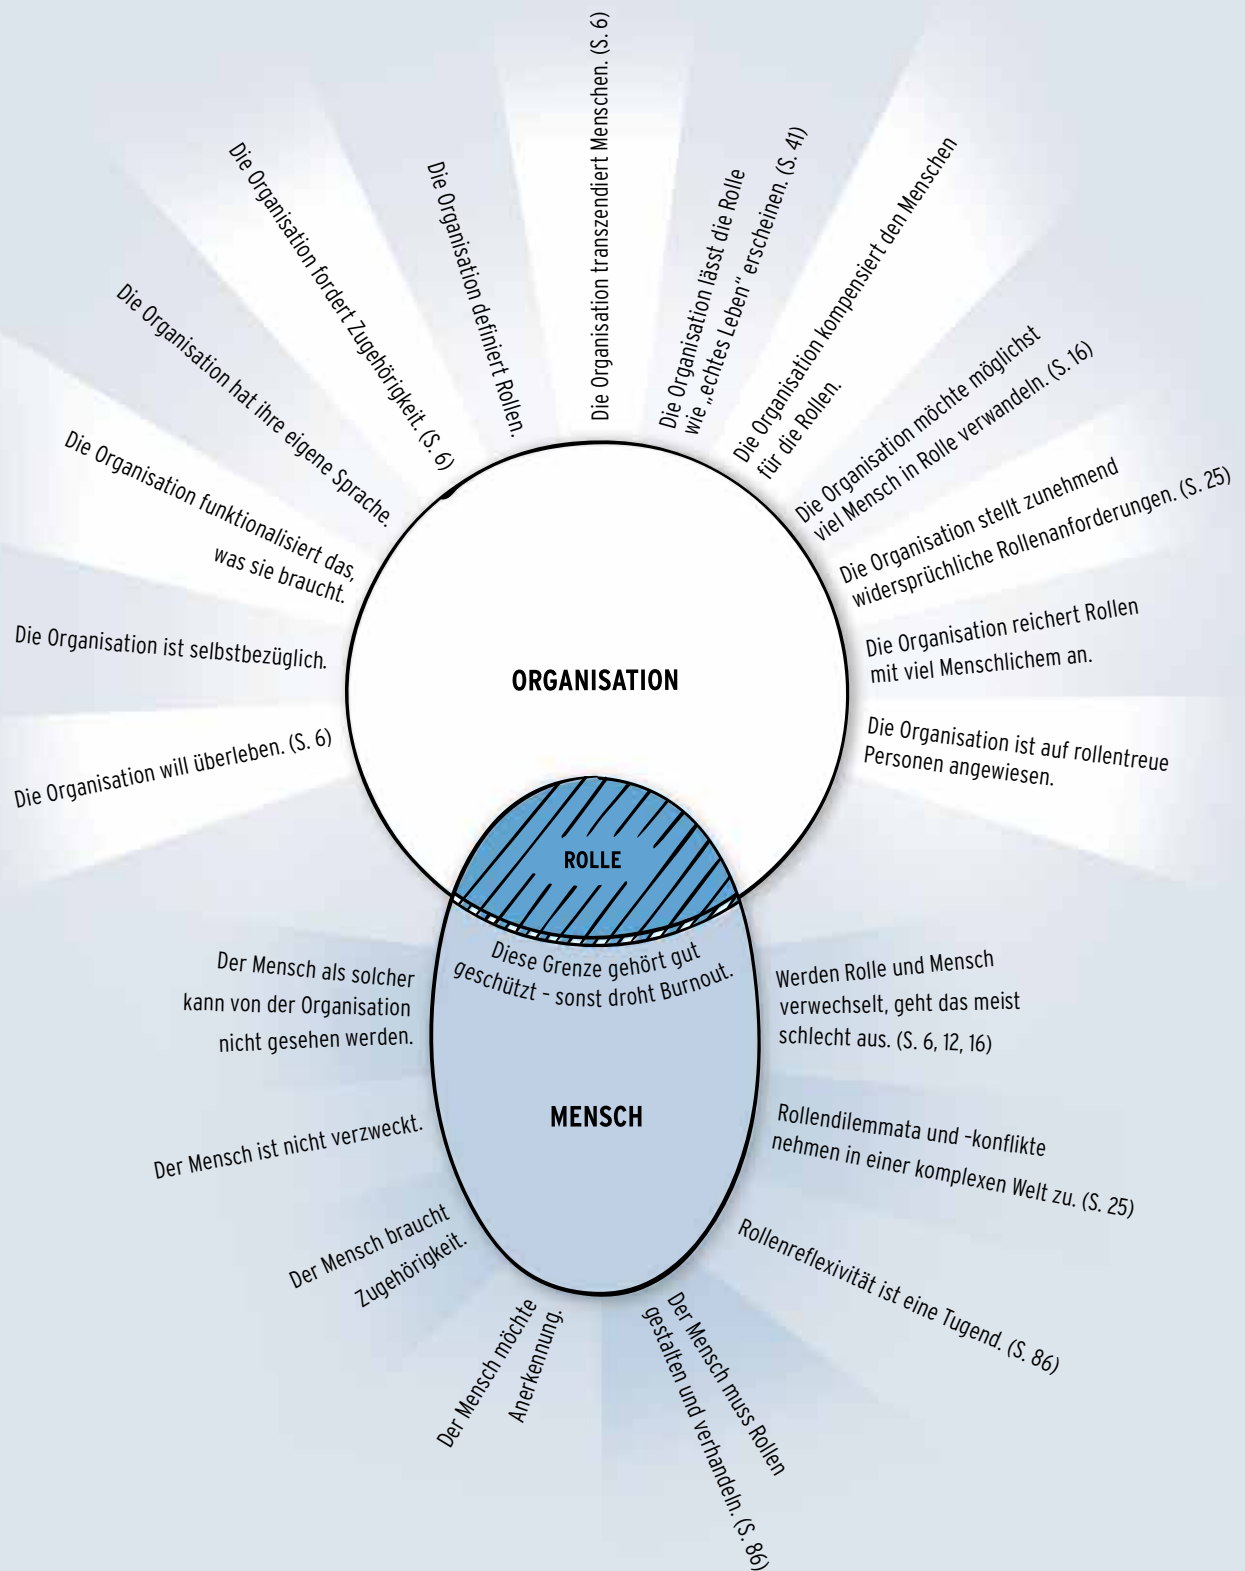 Die Organisation will überleben. (S. 6)
Die Organisation ist selbstbezüglich.
Die Organisation funktionalisiert das,
was sie braucht.
Die Organisation hat ihre eigene Sprache.
Die Organisation fordert Zugehörigkeit. (S. 6)
Die Organisation definiert Rollen.
Die Organisation transzendiert Menschen. (S. 6)
Die Organisation lässt die Rolle
wie „echtes Leben“ erscheinen. (S. 41)
Die Organisation kompensiert den Menschen
für die Rollen.
Die Organisation möchte möglichst
viel Mensch in Rolle verwandeln. (S. 16)
Die Organisation stellt zunehmend
widersprüchliche Rollenanforderungen. (S. 25)
Die Organisation reichert Rollen
mit viel Menschlichem an.
Die Organisation ist auf rollentreue
Personen angewiesen.
ORGANISATION
ROLLE
Diese Grenze gehört gut
geschützt – sonst droht Burnout.
MENSCH
Der Mensch als solcher
kann von der Organisation
nicht gesehen werden.
Der Mensch ist nicht verzweckt.
Der Mensch braucht
Zugehörigkeit.
Der Mensch möchte
Anerkennung.
Der Mensch muss Rollen
gestalten und verhandeln. (S. 86)
Rollenreflexivität ist eine Tugend. (S. 86)
Rollendilemmata und -konflikte
nehmen in einer komplexen Welt zu. (S. 25)
Werden Rolle und Mensch
verwechselt, geht das meist
schlecht aus. (S. 6, 12, 16)